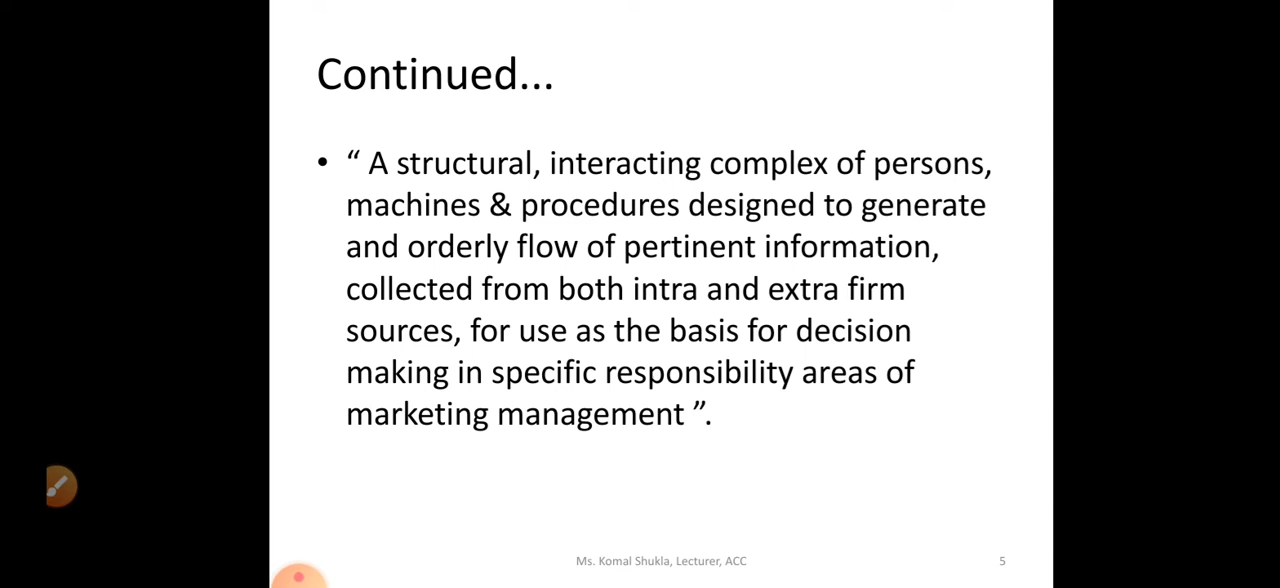 Continued...
• “ A structural, interacting complex of persons,
machines & procedures designed to generate
and orderly flow of pertinent information,
collected from both intra and extra firm
sources, for use as the basis for decision
making in specific responsibility areas of
marketing management ”.
Ms. Komal Shukla, Lecturer, ACC 5